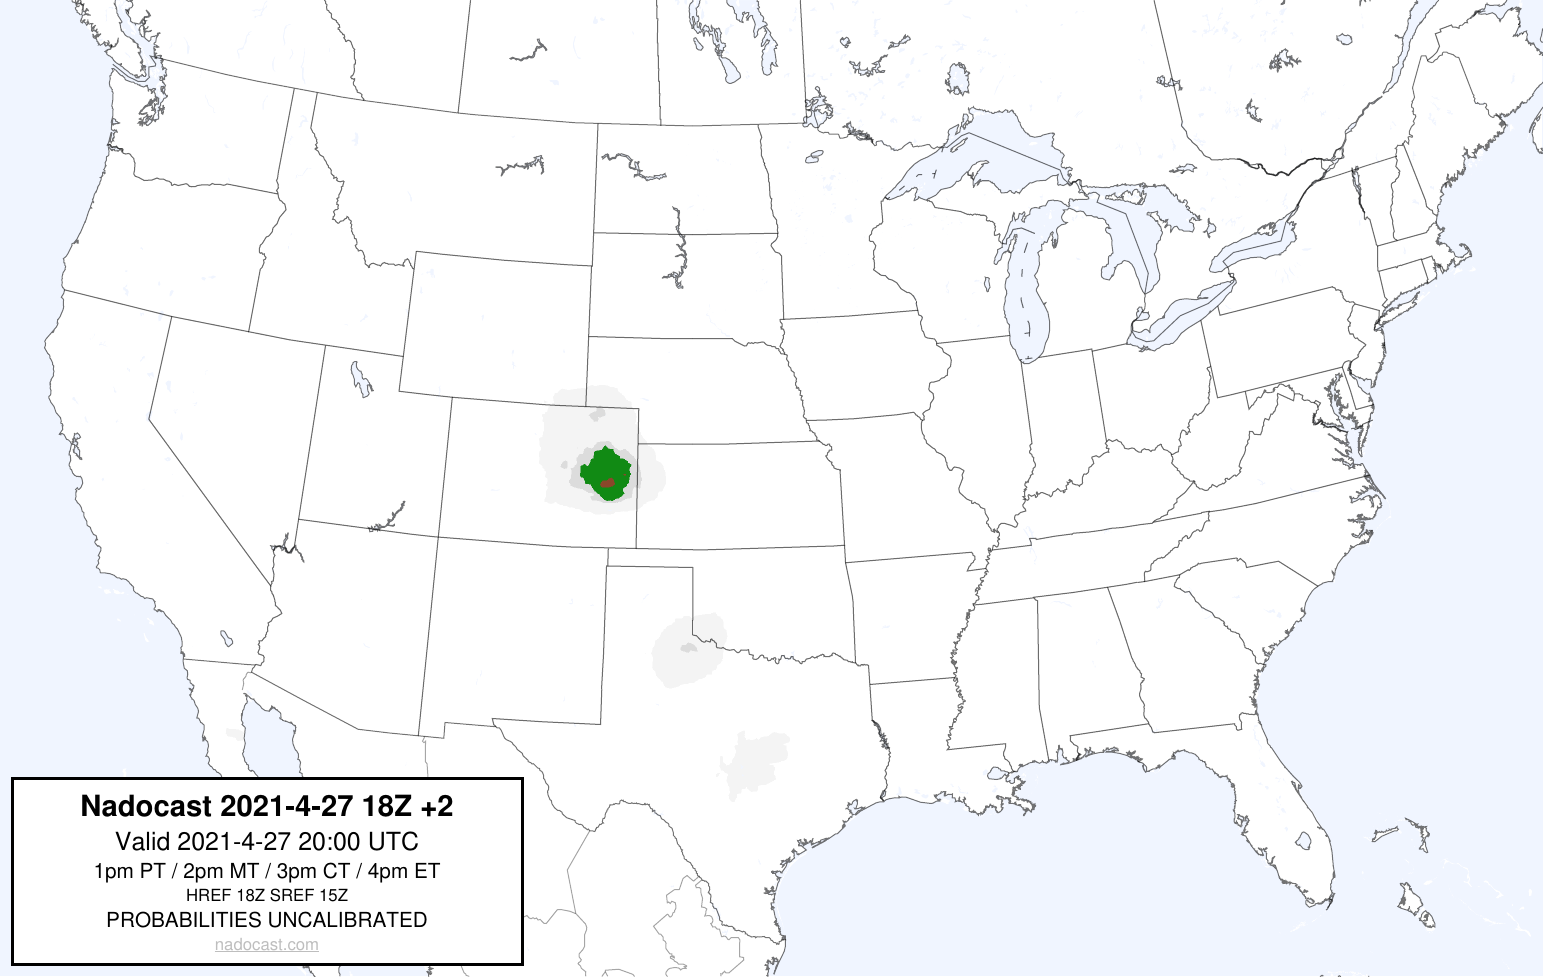 Nadocast 2021-4-27 18Z +2
Valid 2021-4-27 20:00 UTC
1pm PT / 2pm MT / 3pm CT / 4pm ET
HREF 18Z SREF 15Z
PROBABILITIES UNCALIBRATED
nadocast.com